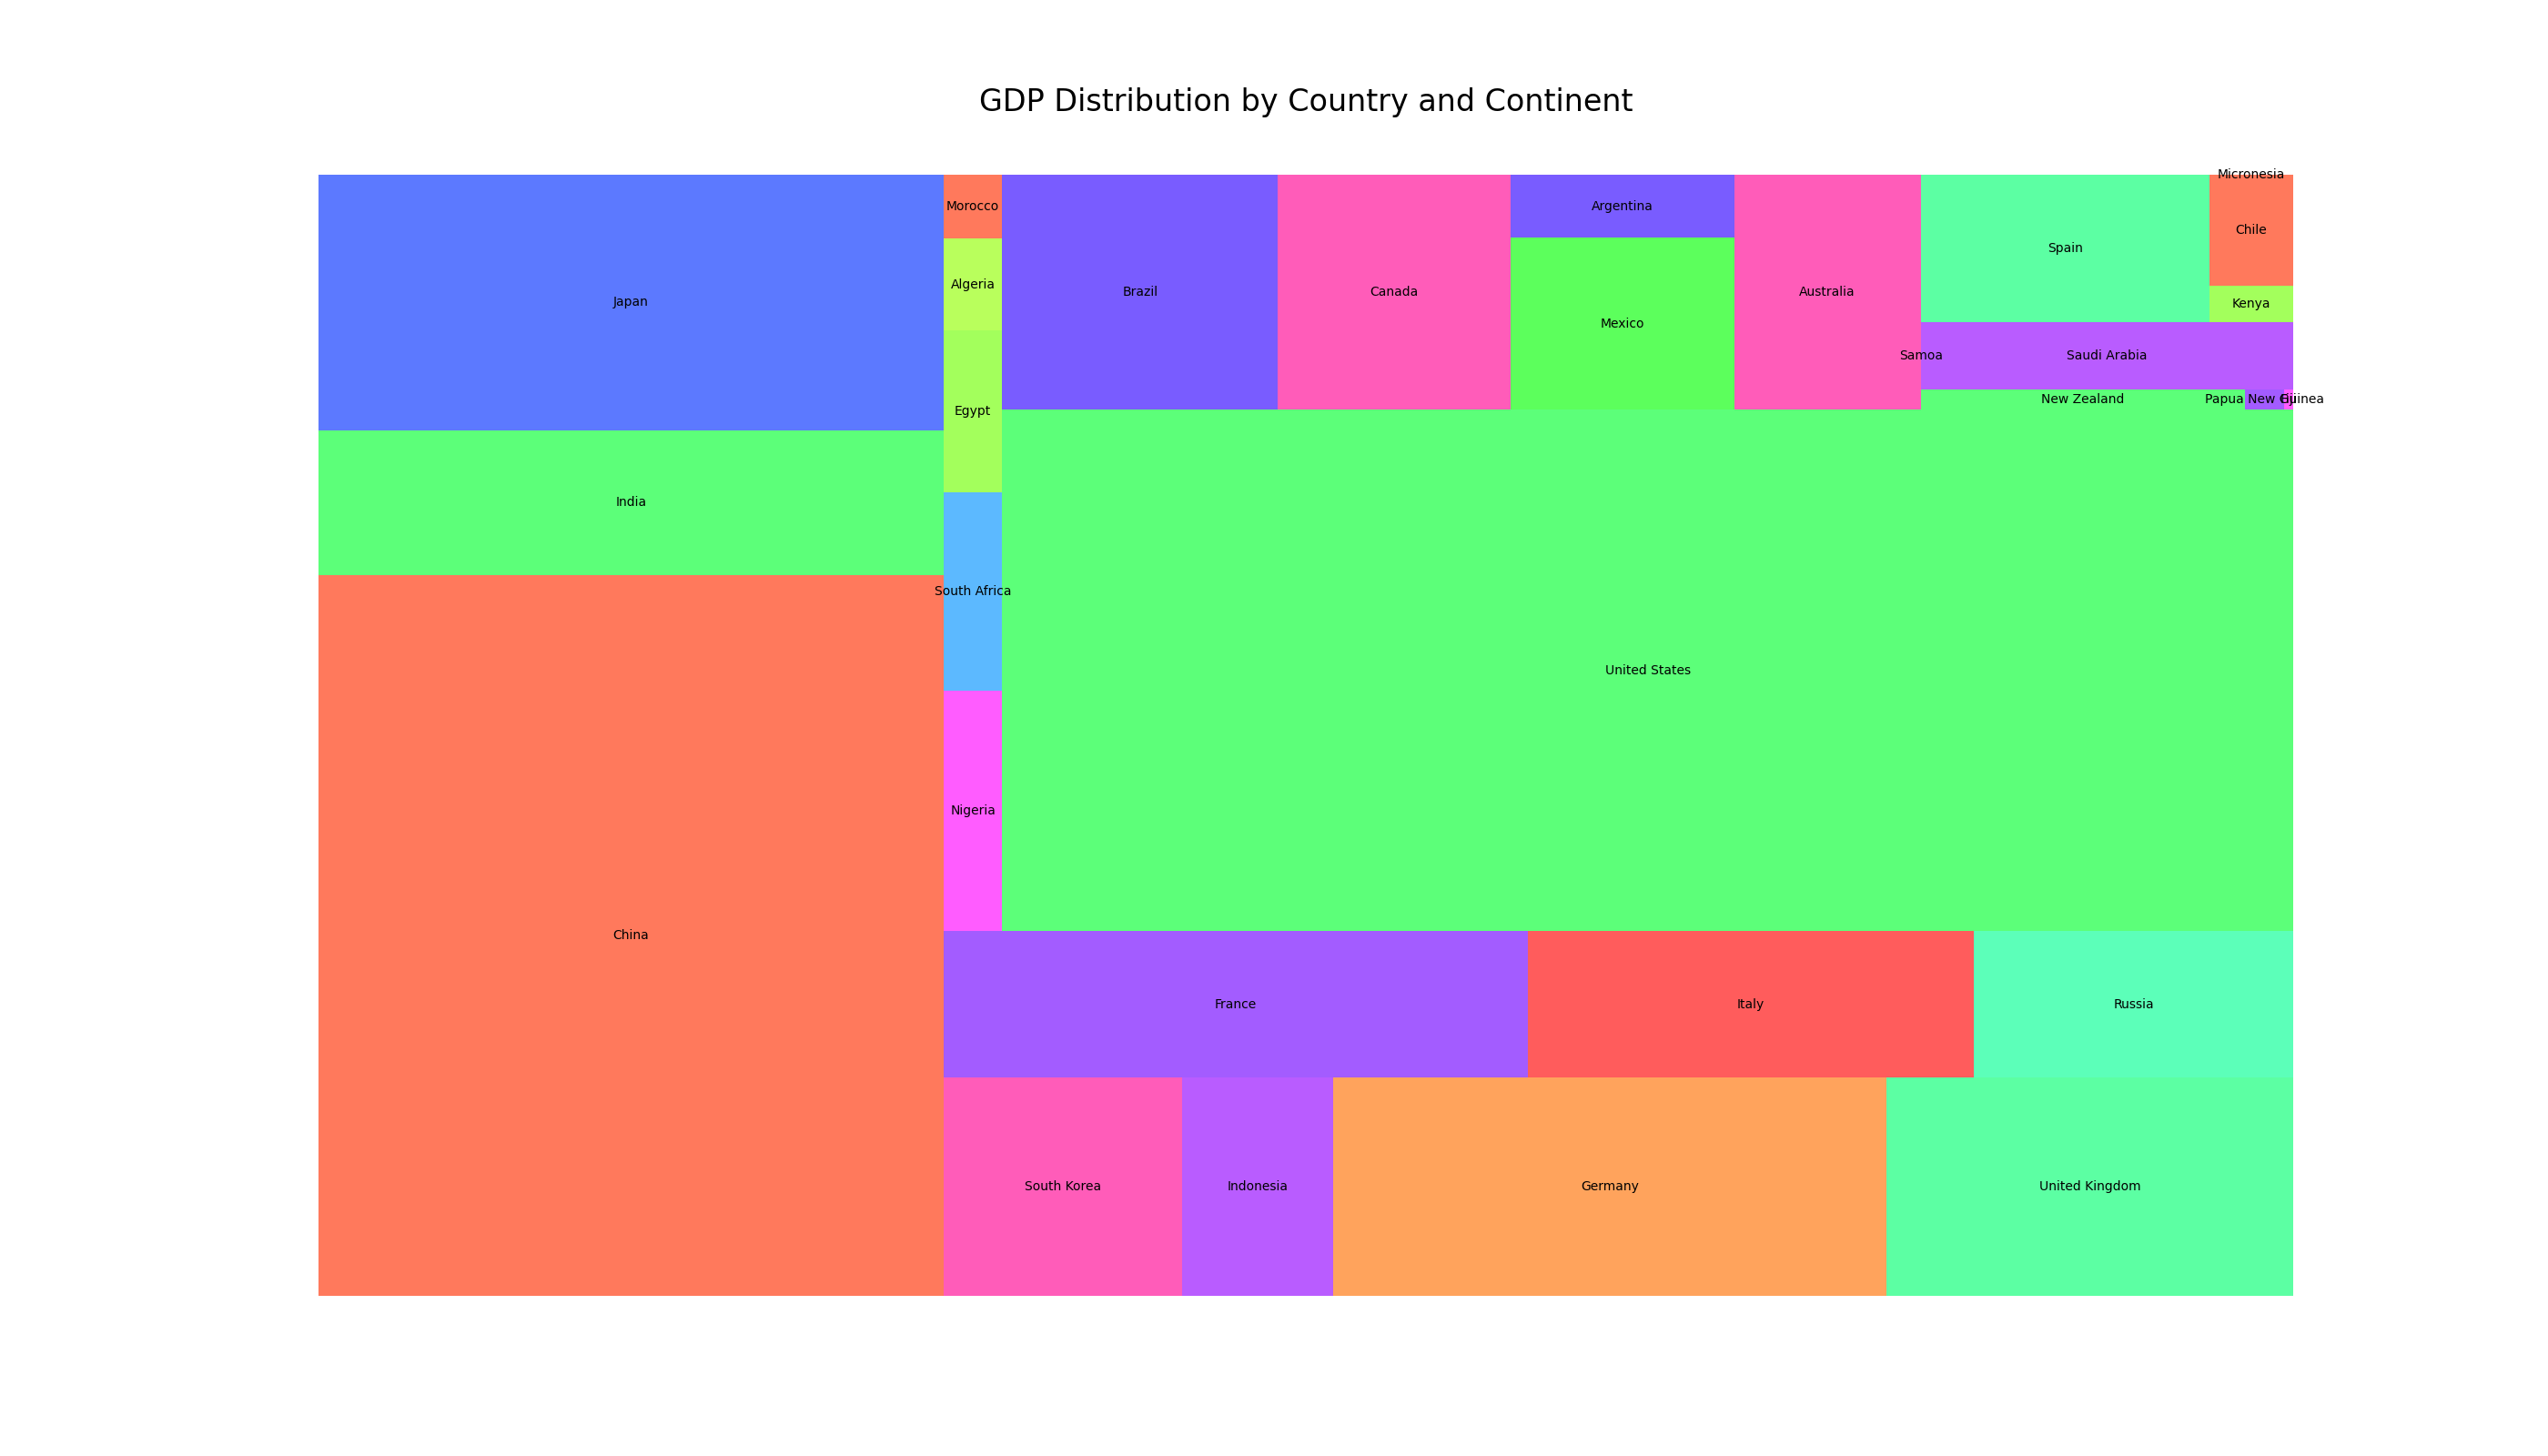 GDP Distribution by Country and Continent
Micronesia
Japan
Morocco
Algeria
Egypt
Brazil
Canada
Argentina
Mexico
Australia
Spain
Chile
Kenya
Samoa
Saudi Arabia
New Zealand
Papua New Guinea
Fiji
India
South Africa
United States
Nigeria
China
France
Italy
Russia
South Korea
Indonesia
Germany
United Kingdom